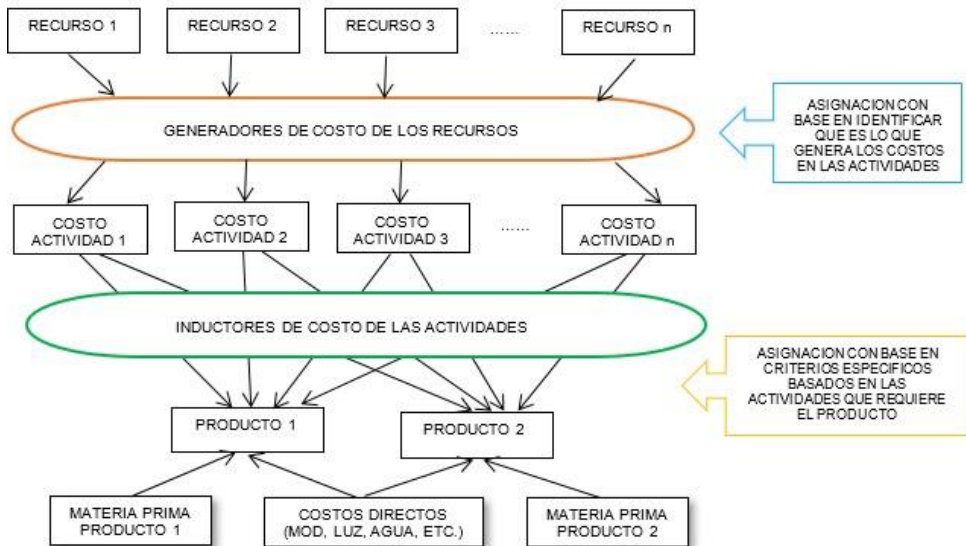 RECURSO 1
RECURSO 2
RECURSO 3
......
RECURSO n
GENERADORES DE COSTO DE LOS RECURSOS
ASIGNACION CON
BASE EN IDENTIFICAR
QUE ES LO QUE
GENERA LOS COSTOS
EN LAS ACTIVIDADES
COSTO
ACTIVIDAD 1
COSTO
ACTIVIDAD 2
COSTO
ACTIVIDAD 3
......
COSTO
ACTIVIDAD n
INDUCTORES DE COSTO DE LAS ACTIVIDADES
ASIGNACION CON BASE EN
CRITERIOS ESPECIFICOS
BASADOS EN LAS
ACTIVIDADES QUE REQUIERE
EL PRODUCTO
PRODUCTO 1
PRODUCTO 2
MATERIA PRIMA
PRODUCTO 1
COSTOS DIRECTOS
(MOD, LUZ, AGUA, ETC.)
MATERIA PRIMA
PRODUCTO 2